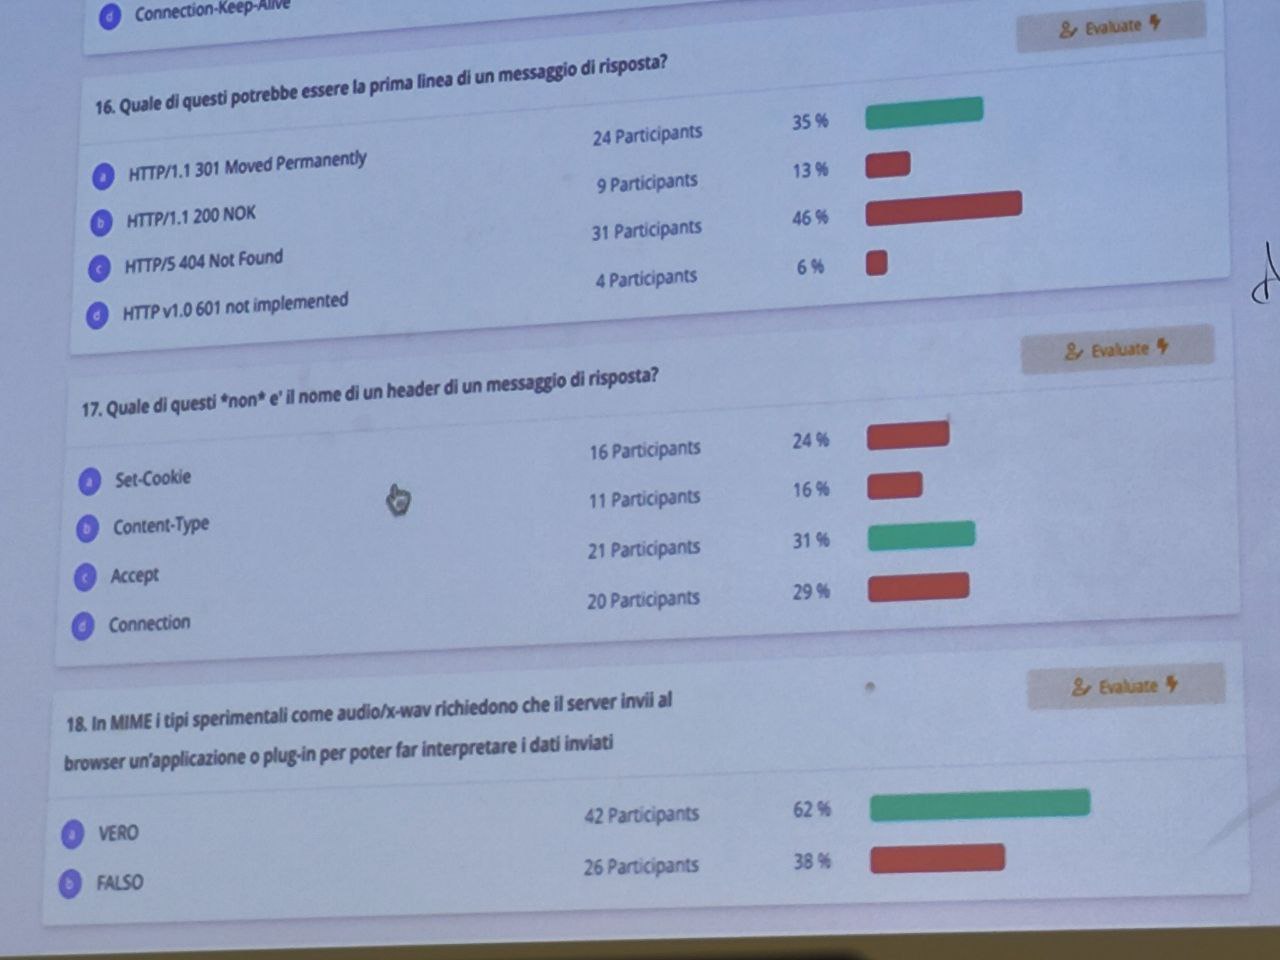 d Connection-Keep-Alive
Evaluate
16. Quale di questi potrebbe essere la prima linea di un messaggio di risposta?
a HTTP/1.1 301 Moved Permanently 24 Participants 35 %
b HTTP/1.1 200 NOK 9 Participants 13 %
c HTTP/5 404 Not Found 31 Participants 46 %
d HTTP v1.0 601 not implemented 4 Participants 6 %
Evaluate
17. Quale di questi *non* e' il nome di un header di un messaggio di risposta?
a Set-Cookie 16 Participants 24 %
b Content-Type 11 Participants 16 %
c Accept 21 Participants 31 %
d Connection 20 Participants 29 %
Evaluate
18. In MIME i tipi sperimentali come audio/x-wav richiedono che il server invii al
browser un'applicazione o plug-in per poter far interpretare i dati inviati
a VERO 42 Participants 62 %
b FALSO 26 Participants 38 %